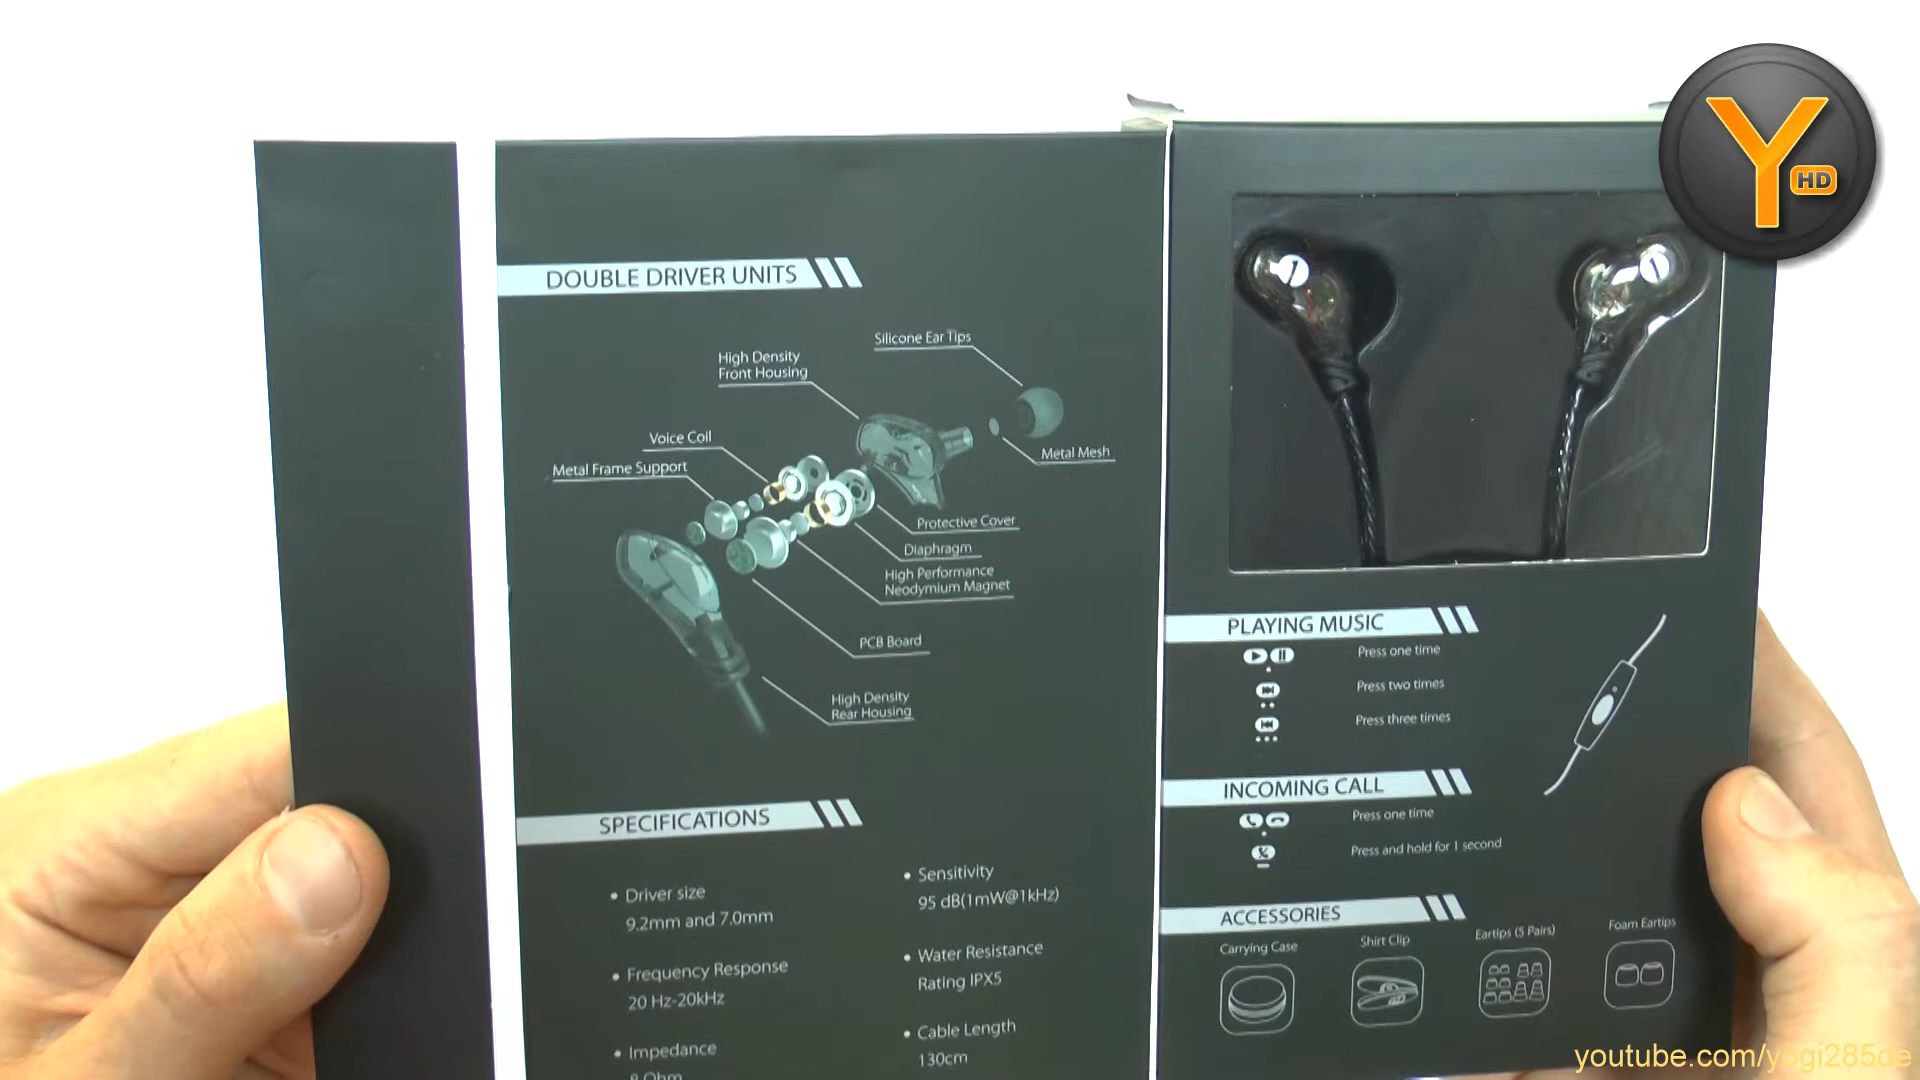 Y
HD
DOUBLE DRIVER UNITS
Silicone Ear Tips
High Density
Front Housing
Voice Coil
Metal Mesh
Metal Frame Support
Protective Cover
Diaphragm
High Performance
Neodymium Magnet
PCB Board
High Density
Rear Housing
SPECIFICATIONS
• Driver size
9.2mm and 7.0mm
• Frequency Response
20 Hz-20kHz
• Impedance
8 Ohm
• Sensitivity
95 dB(1mW@1kHz)
• Water Resistance
Rating IPX5
• Cable Length
130cm
PLAYING MUSIC
Press one time
Press two times
Press three times
INCOMING CALL
Press one time
Press and hold for 1 second
ACCESSORIES
Carrying Case
Shirt Clip
Eartips (5 Pairs)
Foam Eartips
youtube.com/yogi285de